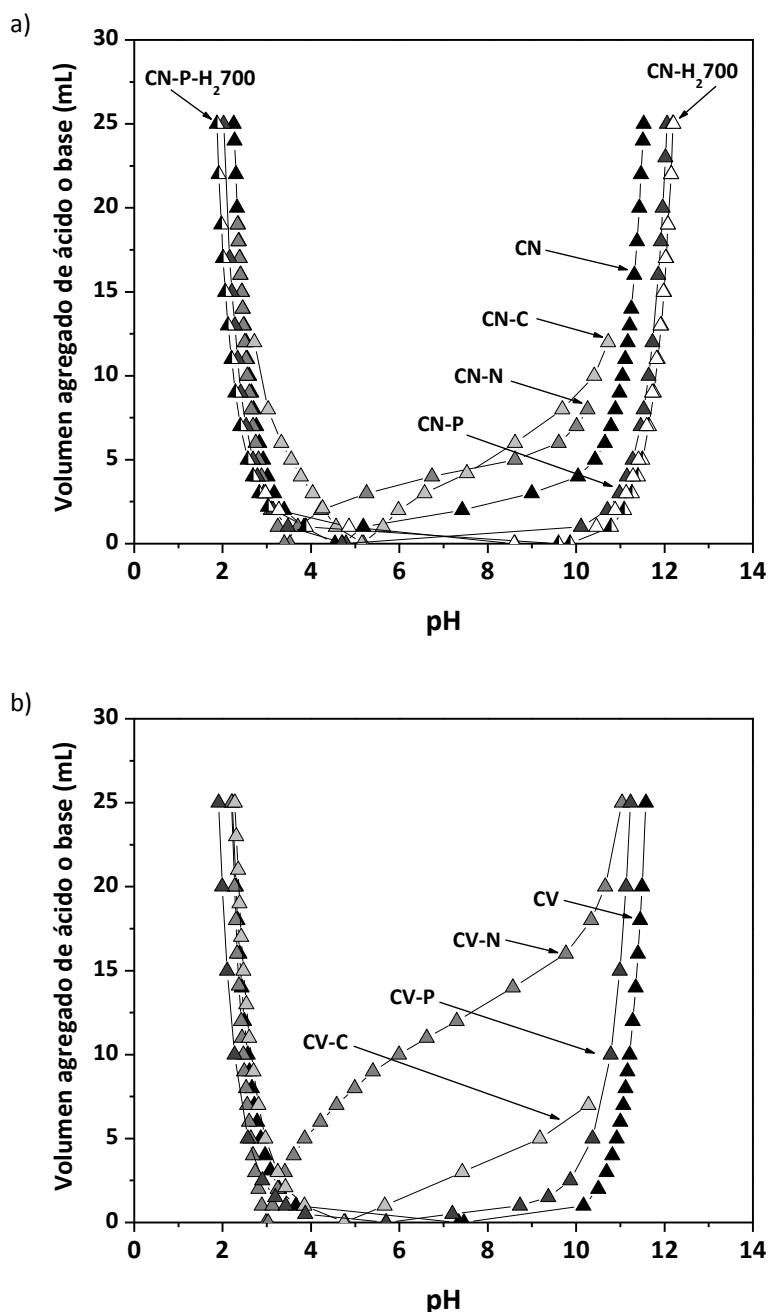 a)
Volumen agregado de ácido o base (mL)
30
25
20
15
10
5
0
CN-P-H₂700
CN-H₂700
CN
CN-C
CN-N
CN-P
0 2 4 6 8 10 12 14
pH
b)
Volumen agregado de ácido o base (mL)
30
25
20
15
10
5
0
CV
CV-N
CV-P
CV-C
0 2 4 6 8 10 12 14
pH